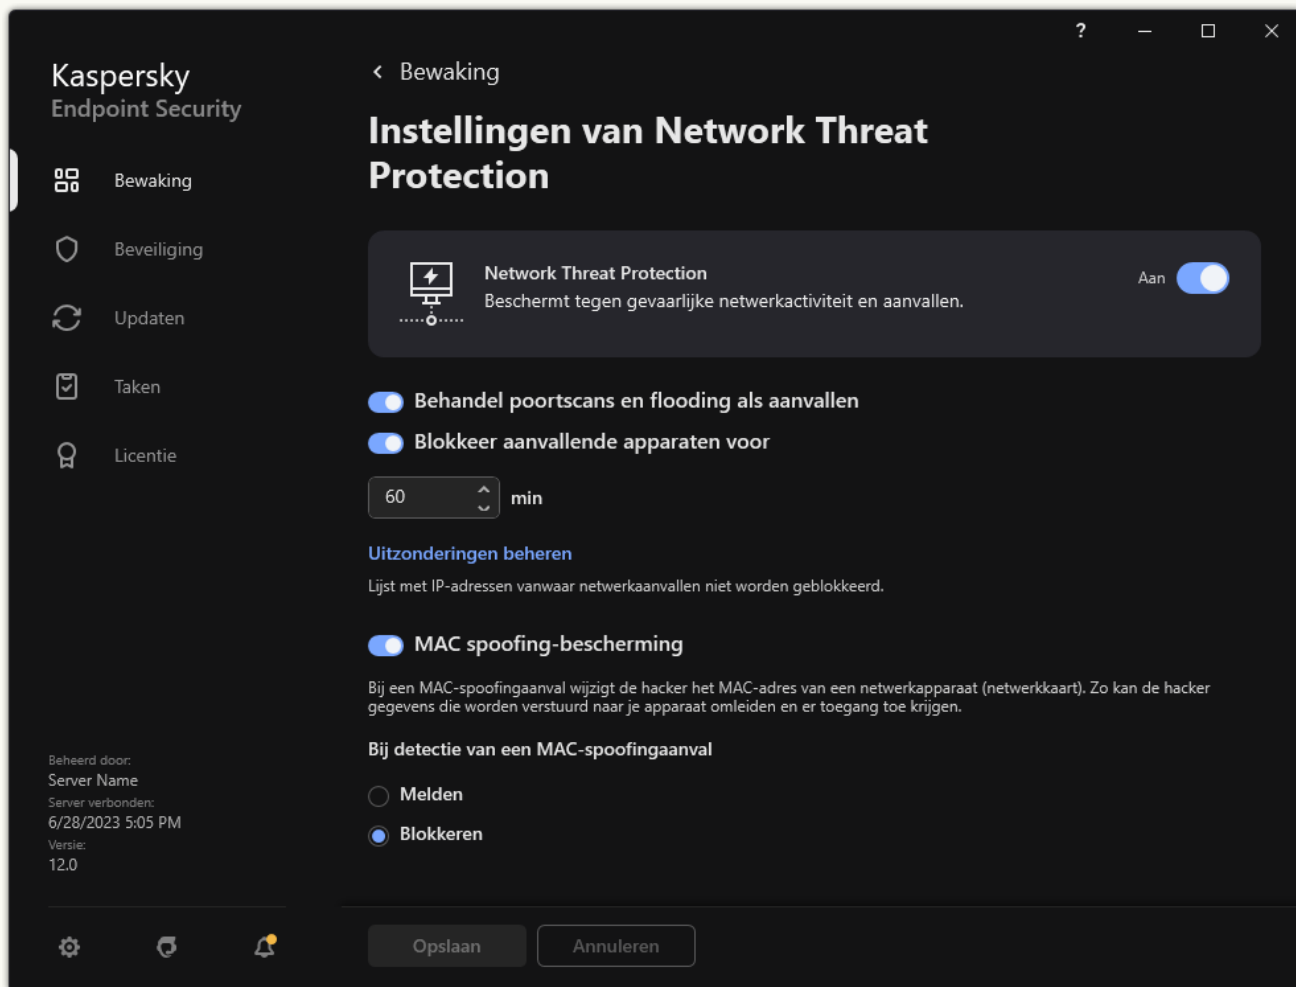 ?
Kaspersky
Endpoint Security
Bewaking
Beveiliging
Updaten
Taken
Licentie
Beheerd door:
Server Name
Server verbonden:
6/28/2023 5:05 PM
Versie:
12.0
Bewaking
Instellingen van Network Threat
Protection
Network Threat Protection
Beschermt tegen gevaarlijke netwerkactiviteit en aanvallen.
Aan
Behandel poortscans en flooding als aanvallen
Blokkeer aanvallende apparaten voor
60 min
Uitzonderingen beheren
Lijst met IP-adressen vanwaar netwerkaanvallen niet worden geblokkeerd.
MAC spoofing-bescherming
Bij een MAC-spoofingaanval wijzigt de hacker het MAC-adres van een netwerkapparaat (netwerkkaart). Zo kan de hacker
gegevens die worden verstuurd naar je apparaat omleiden en er toegang toe krijgen.
Bij detectie van een MAC-spoofingaanval
Melden
Blokkeren
Opslaan
Annuleren